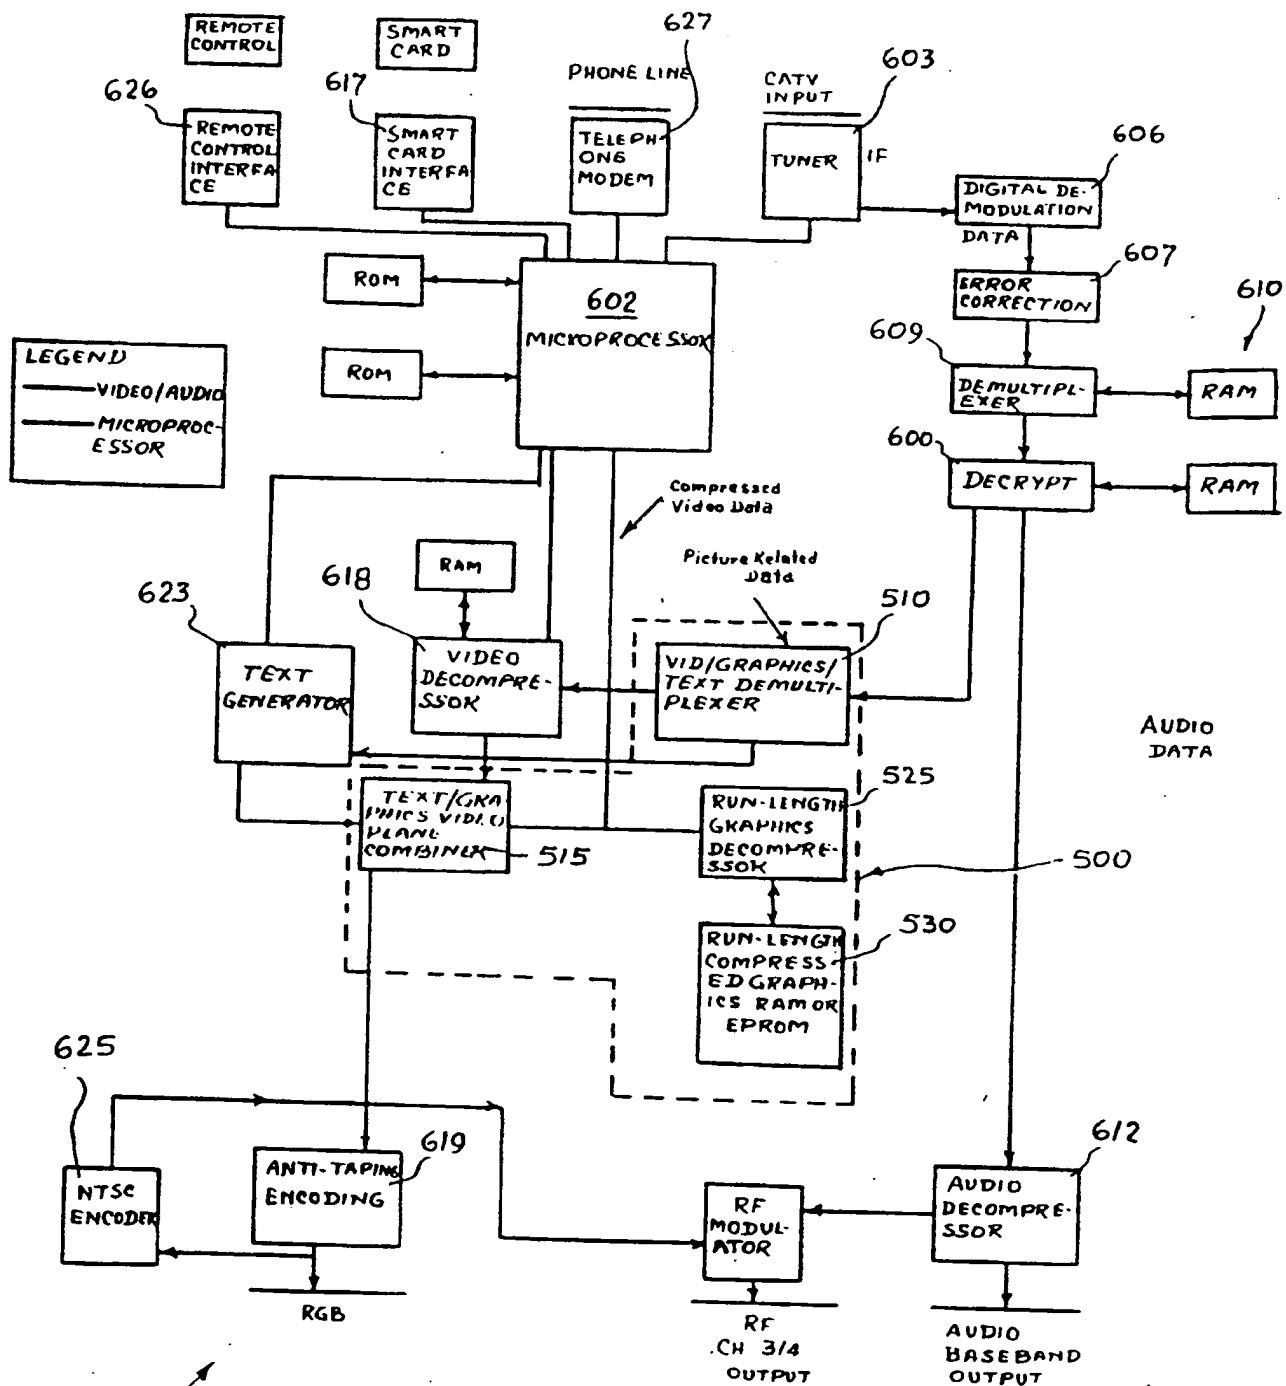 REMOTE
CONTROL
SMART
CARD
627
PHONE LINE
CATV
INPUT
603
626
617
REMOTE
CONTROL
INTERFA
CE
SMART
CARD
INTERFA
CE
TELEPH
ONE
MODEM
TUNER
IF
606
DIGITAL DE-
MODULATION
DATA
607
ERROR
CORRECTION
610
ROM
602
MICROPROCESSOR
ROM
609
DEMULTIPL-
EXER
RAM
LEGEND
VIDEO/AUDIO
MICROPROC-
ESSOR
600
DECRYPT
RAM
Compressed
Video Data
Picture Related
Data
RAM
618
623
510
TEXT
GENERATOR
VIDEO
DECOMPRE-
SSOR
VID/GRAPHICS/
TEXT DEMULTI-
PLEXER
AUDIO
DATA
TEXT/GRA
PHICS VIDEO
PLANE
COMBINER
515
RUN-LENGTH
GRAPHICS
DECOMPRE-
SSOR
525
500
RUN-LENGTH
COMPRESS
ED GRAPH-
ICS RAM OR
EPROM
530
625
NTSC
ENCODER
ANTI-TAPING
ENCODING
619
RF
MODUL-
ATOR
AUDIO
DECOMPRE-
SSOR
612
RGB
RF
CH 3/4
OUTPUT
AUDIO
BASEBAND
OUTPUT